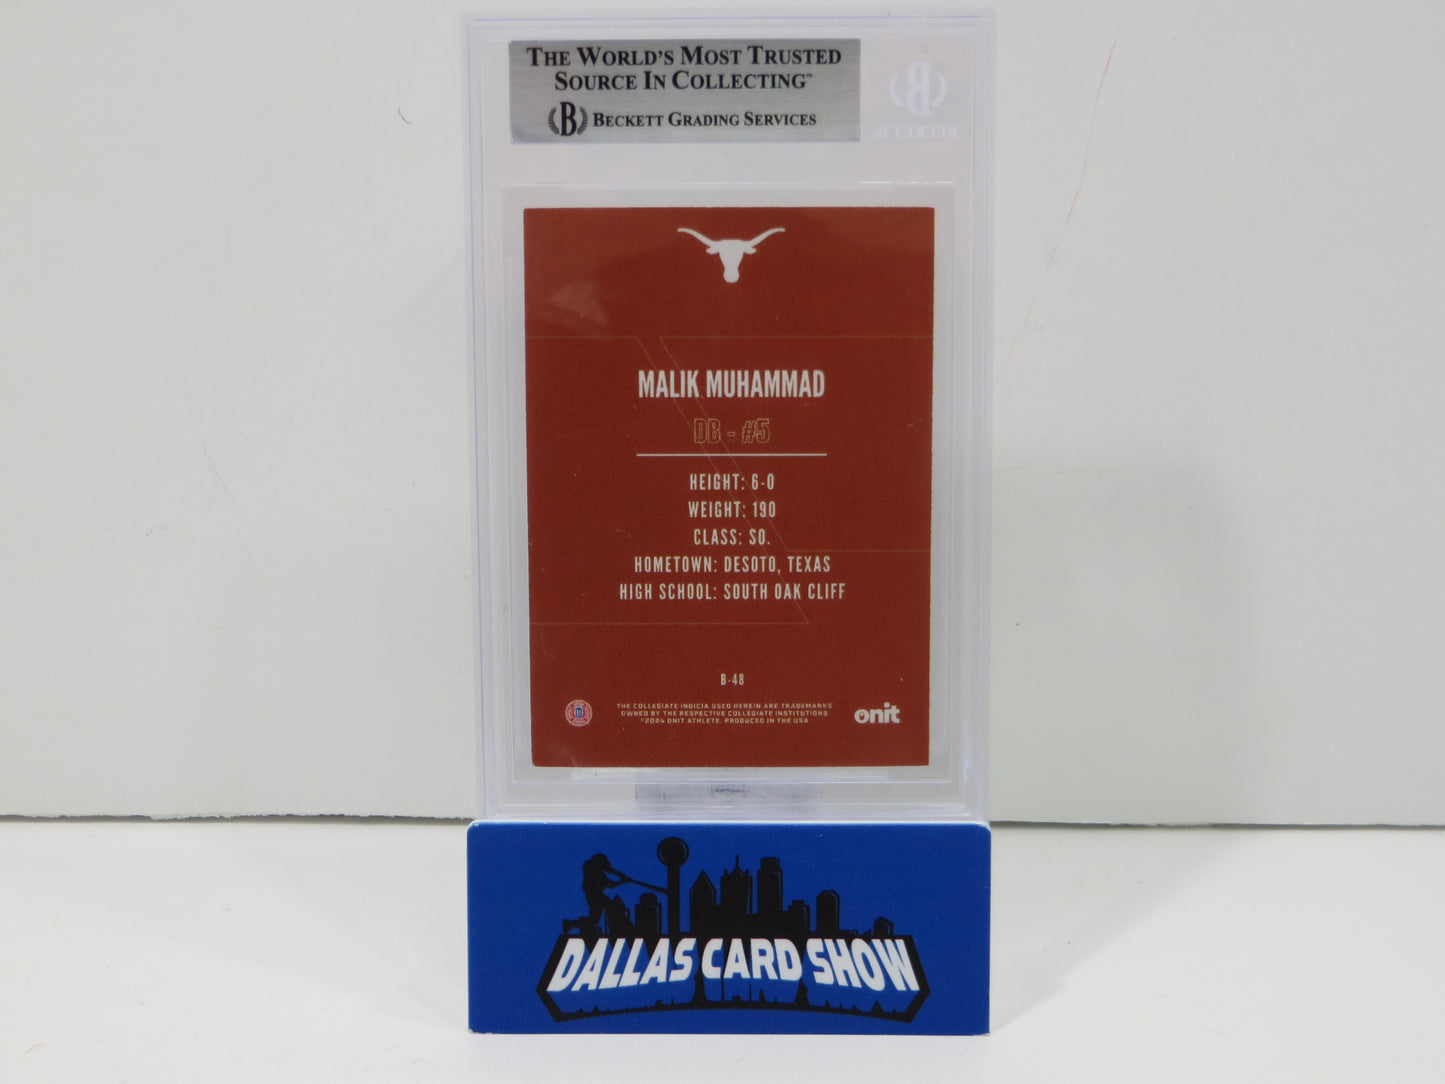 THE WORLD'S MOST TRUSTED
SOURCE IN COLLECTING™
B BECKETT GRADING SERVICES
B
BECKETT®
MALIK MUHAMMAD
DB - #5
HEIGHT: 6-0
WEIGHT: 190
CLASS: SO.
HOMETOWN: DESOTO, TEXAS
HIGH SCHOOL: SOUTH OAK CLIFF
B-48
THE COLLEGIATE INDICIA USED HEREIN ARE TRADEMARKS
OWNED BY THE RESPECTIVE COLLEGIATE INSTITUTIONS
©2024 ONIT ATHLETE. PRODUCED IN THE USA
onit
DALLAS CARD SHOW